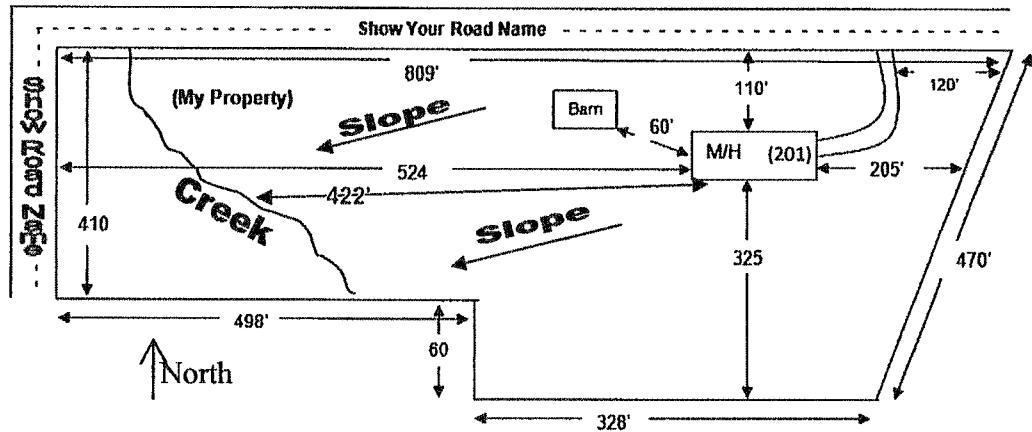 Show Your Road Name
809'
110'
120'
(My Property)
Slope
Barn
60'
M/H (201)
Show Road Name
524
205'
422'
Creek
410
Slope
325
470'
498'
60
North
328'